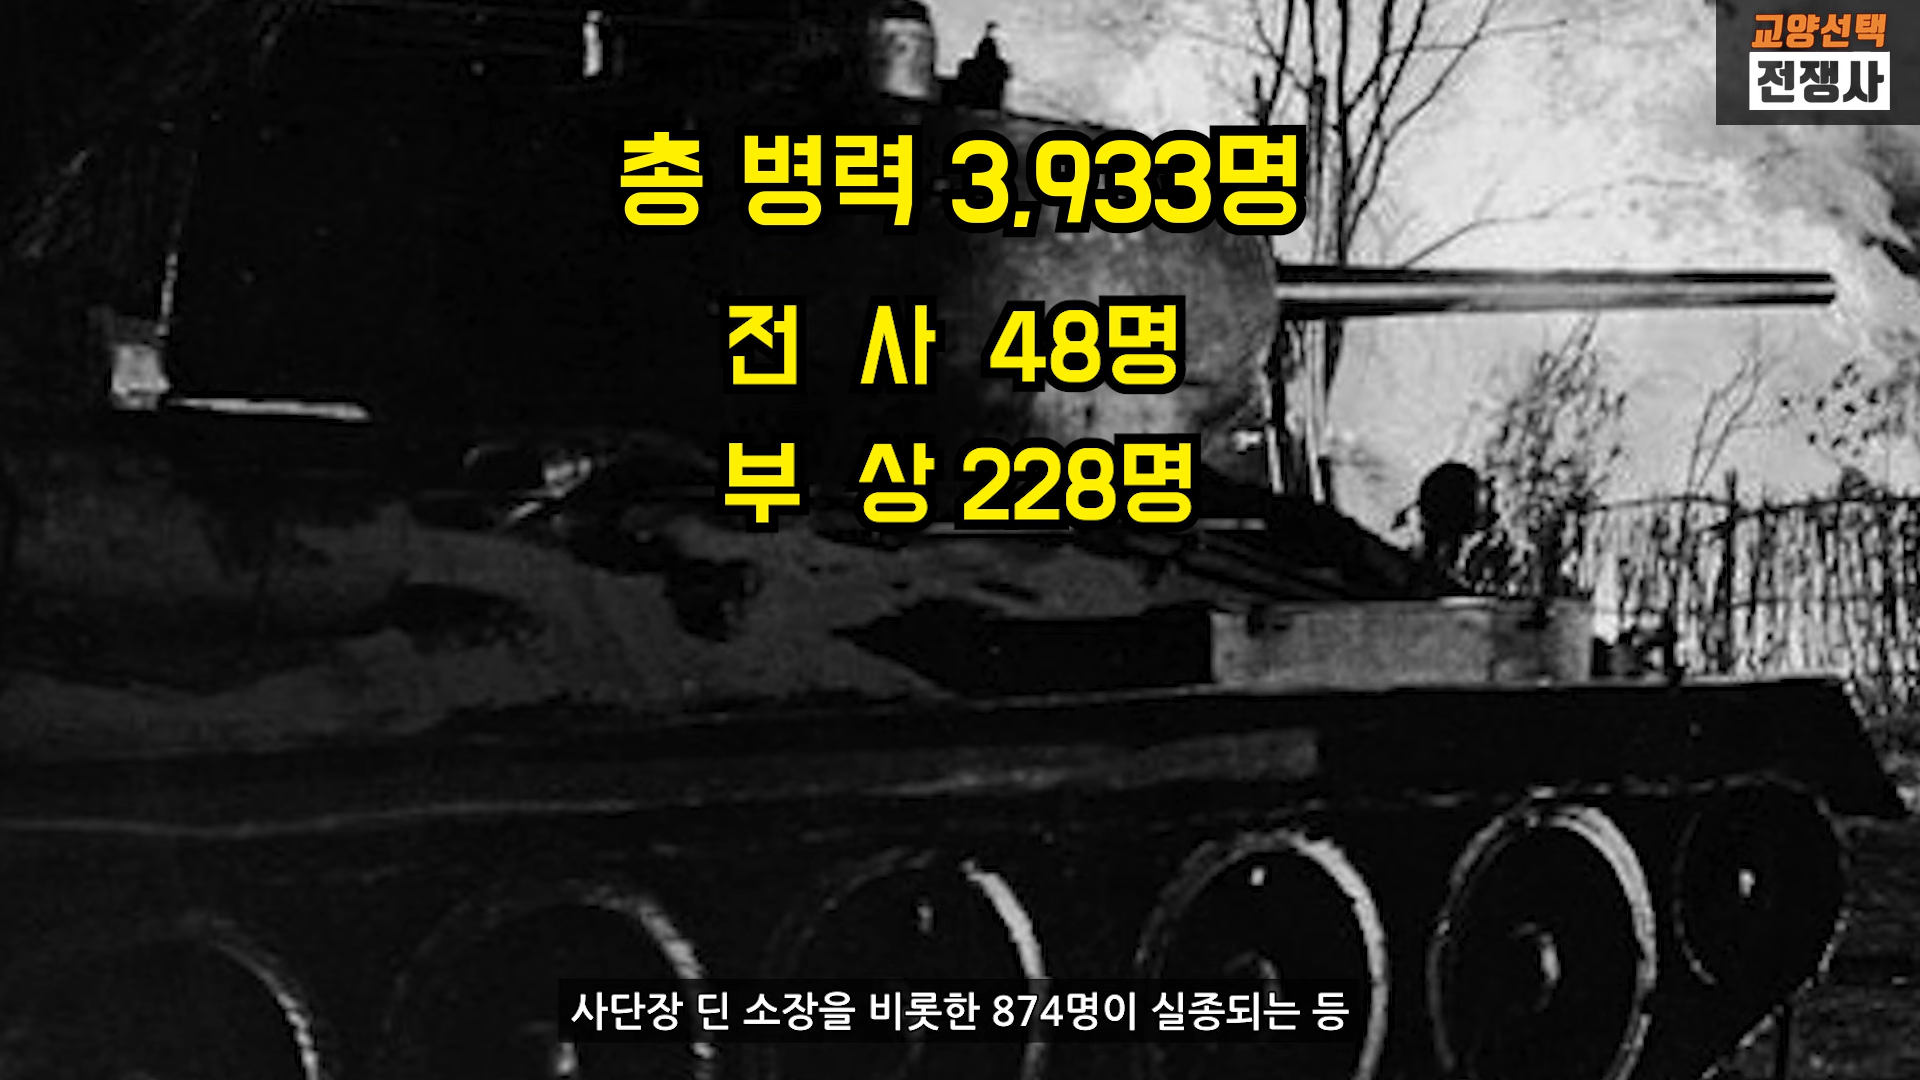 교양선택
전쟁사
총 병력 3,933명
전 사 48명
부 상 228명
사단장 딘 소장을 비롯한 874명이 실종되는 등